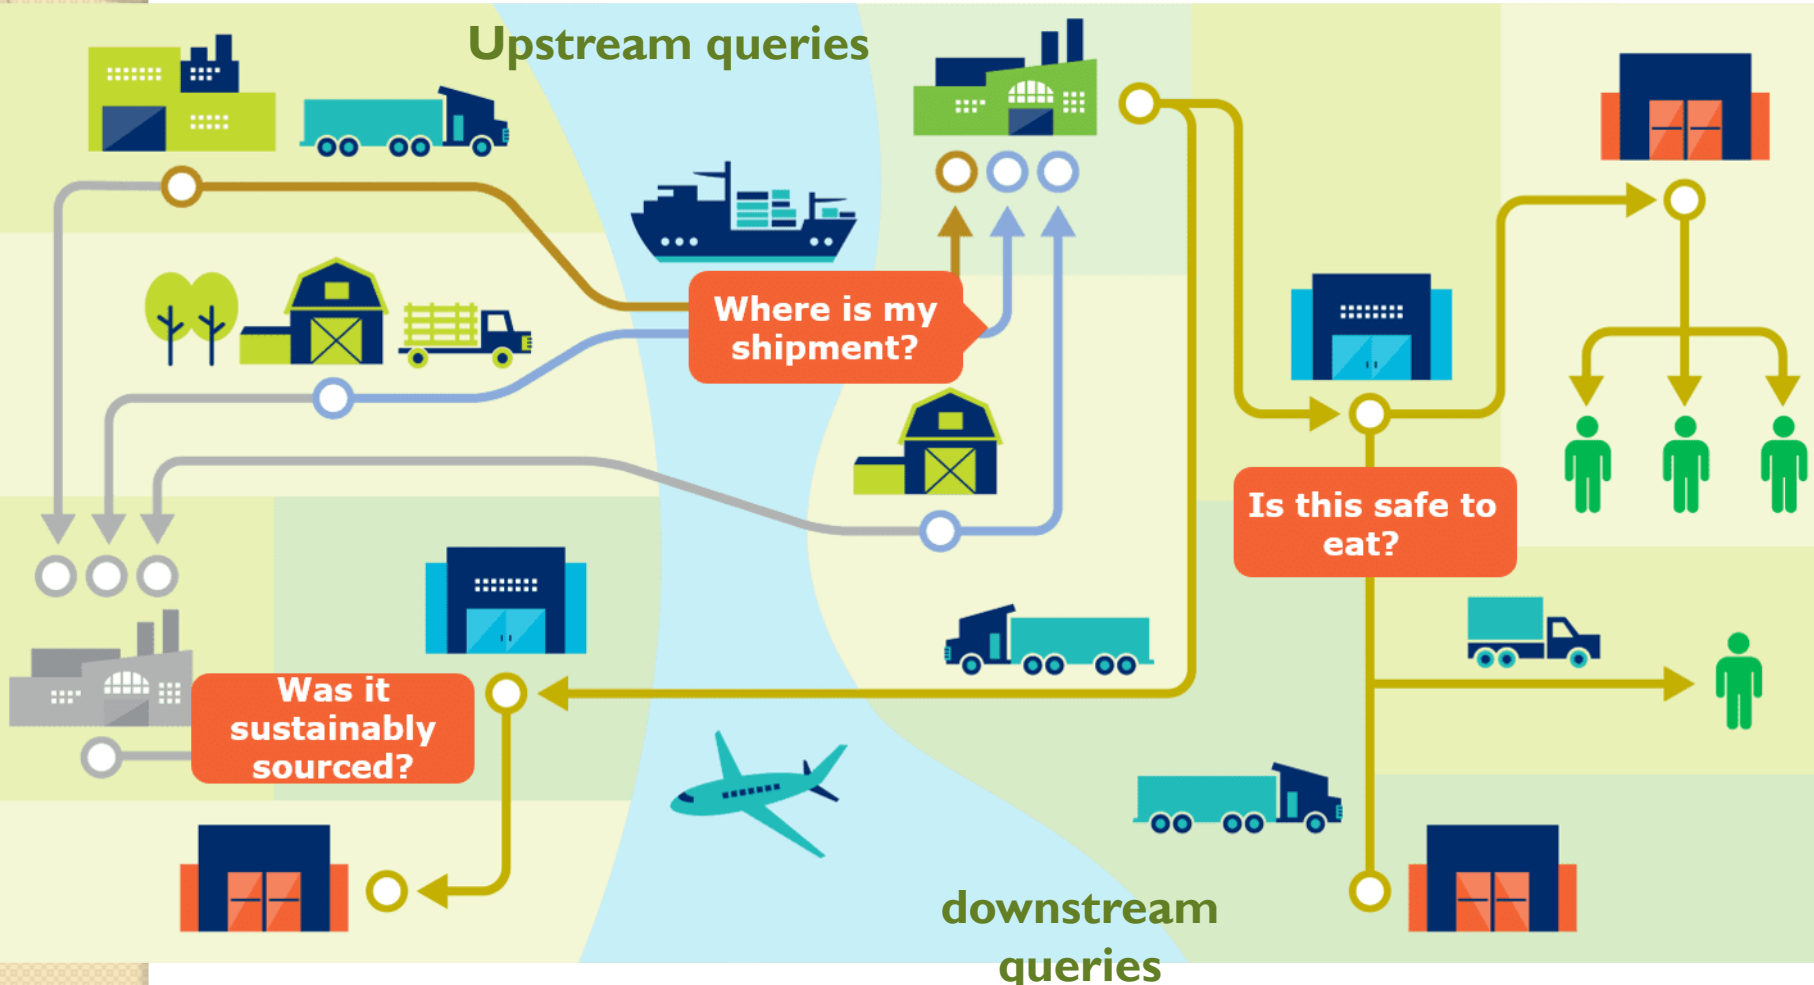 Upstream queries
Where is my
shipment?
Is this safe to
eat?
Was it
sustainably
sourced?
downstream
queries